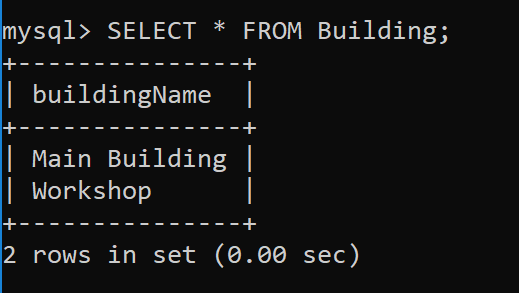 mysql> SELECT * FROM Building;
+---------------+
| buildingName  |
+---------------+
| Main Building |
| Workshop      |
+---------------+
2 rows in set (0.00 sec)